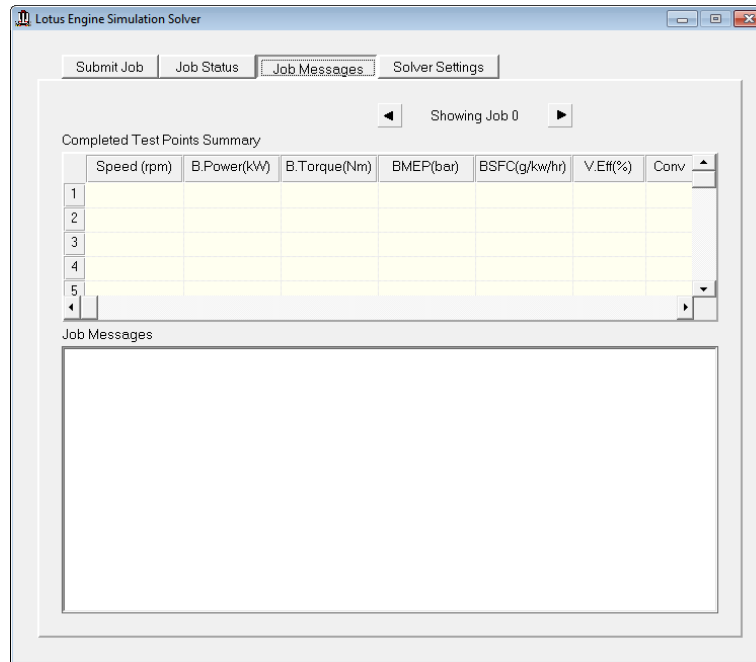 Lotus Engine Simulation Solver
Submit Job Job Status Job Messages Solver Settings
Showing Job 0
Completed Test Points Summary
Speed (rpm) B.Power(kW) B.Torque(Nm) BMEP(bar) BSFC(g/kw/hr) V.Eff(%) Conv
1
2
3
4
5
Job Messages